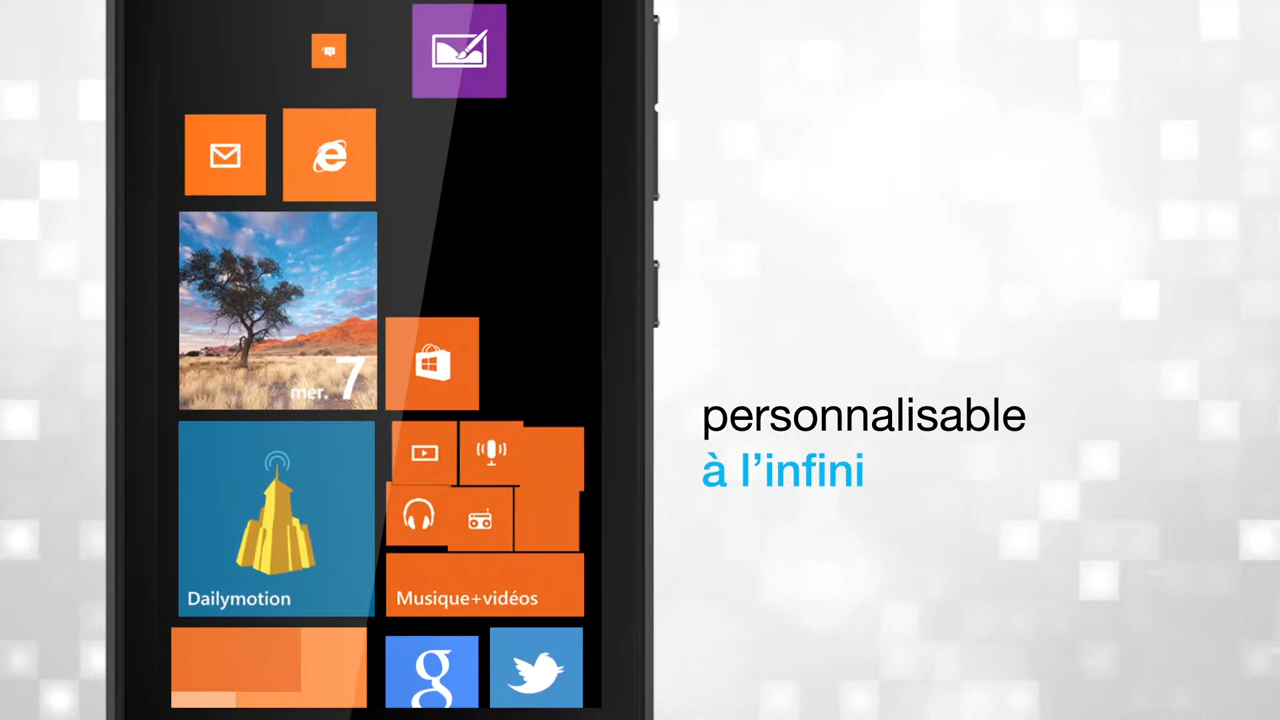 mer. 7
Dailymotion
Musique+vidéos
g
personnalisable
à l’infini